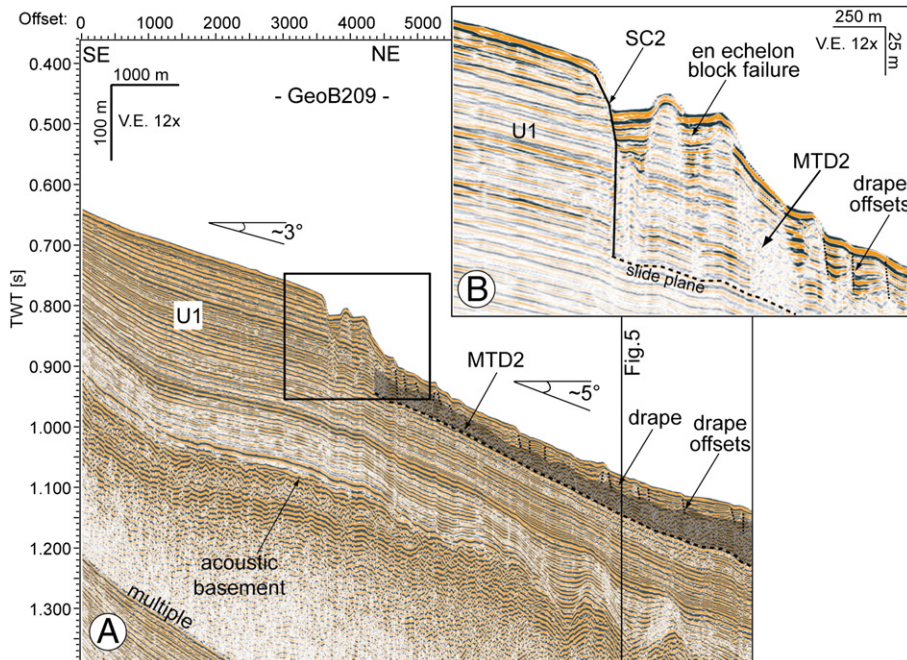 Offset: 0 1000 2000 3000 4000 5000
SE NE
1000 m
100 m
V.E. 12x
- GeoB209 -
0.400
0.500
0.600
0.700
0.800
0.900
1.000
1.100
1.200
1.300
TWT [s]
~3°
U1
MTD2
~5°
Fig.5
drape
drape
offsets
acoustic
basement
multiple
A
250 m
V.E. 12x
25 m
SC2
en echelon
block failure
U1
MTD2
drape
offsets
slide plane
B